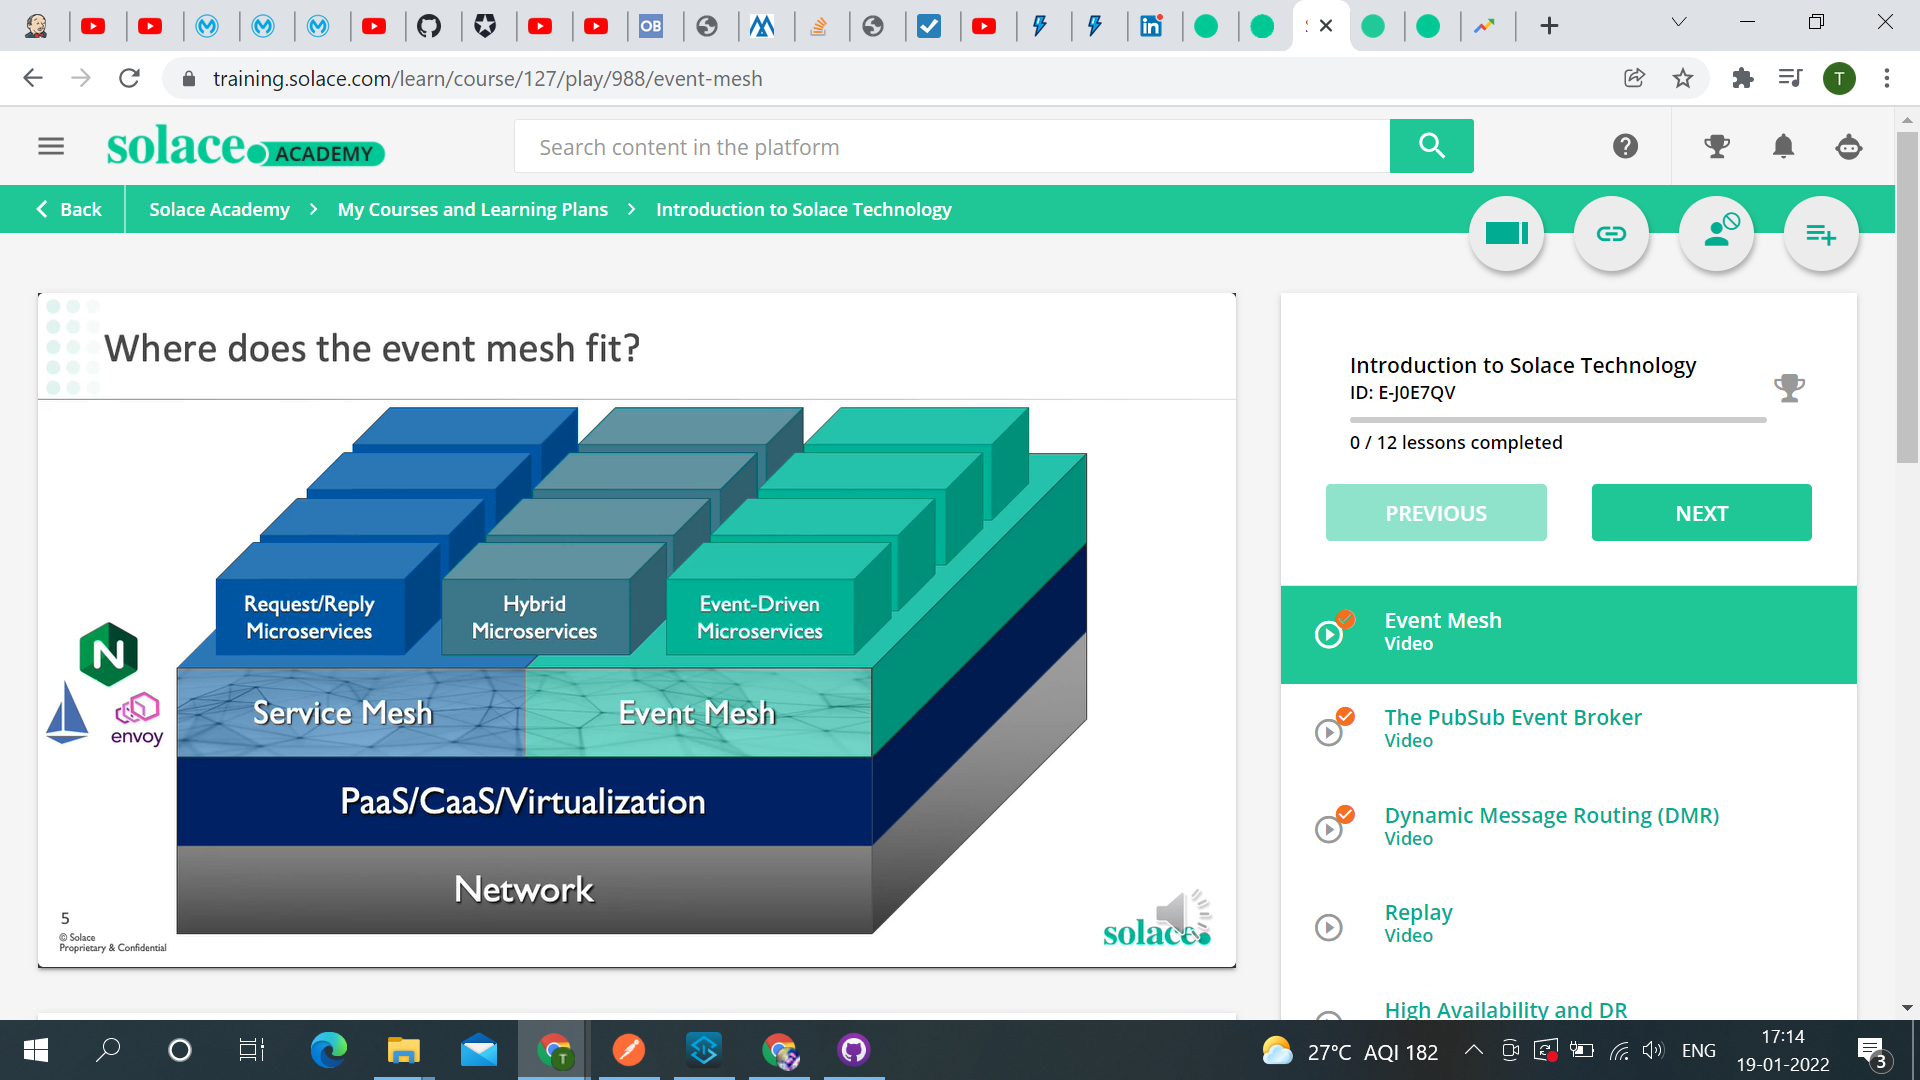 OB
training.solace.com/learn/course/127/play/988/event-mesh
T
solace ACADEMY
Search content in the platform
Back
Solace Academy > My Courses and Learning Plans > Introduction to Solace Technology
Where does the event mesh fit?
Request/Reply
Microservices
Hybrid
Microservices
Event-Driven
Microservices
N
envoy
Service Mesh
Event Mesh
PaaS/CaaS/Virtualization
Network
5
© Solace
Proprietary & Confidential
solace
Introduction to Solace Technology
ID: E-J0E7QV
0 / 12 lessons completed
PREVIOUS
NEXT
Event Mesh
Video
The PubSub Event Broker
Video
Dynamic Message Routing (DMR)
Video
Replay
Video
High Availability and DR
T
27°C AQI 182
ENG
17:14
19-01-2022
3